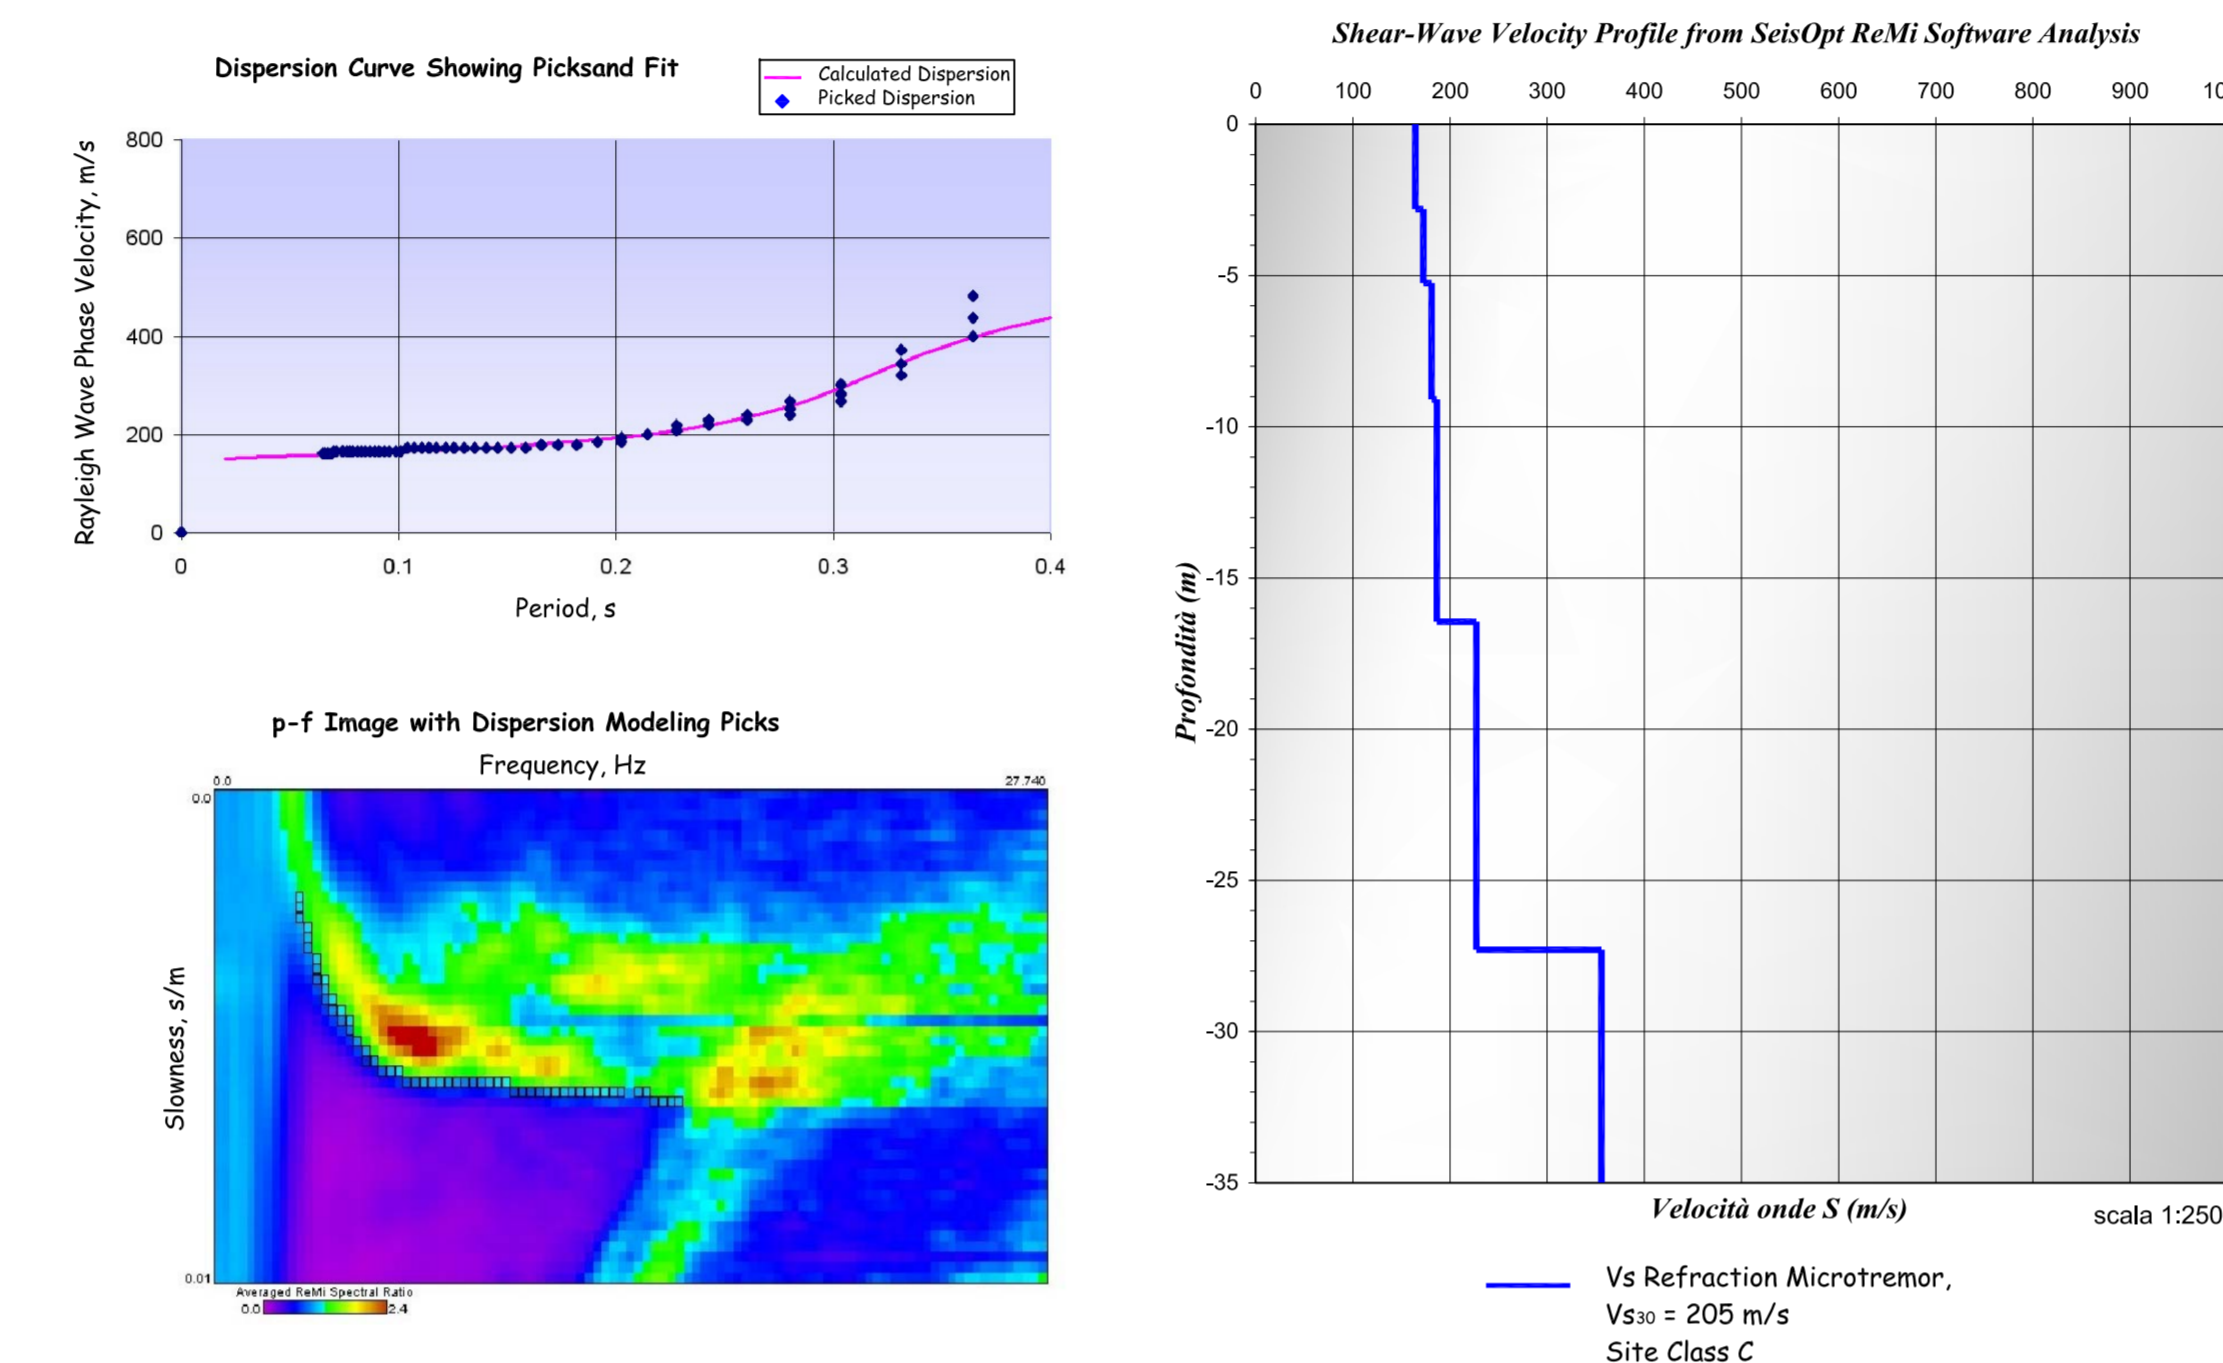 Dispersion Curve Showing Picksand Fit
Calculated Dispersion
Picked Dispersion
Rayleigh Wave Phase Velocity, m/s
800
600
400
200
0
0 0.1 0.2 0.3 0.4
Period, s
p-f Image with Dispersion Modeling Picks
Frequency, Hz
0.0 27.740
0.0
Slowness, s/m
0.01
Averaged ReMi Spectral Ratio
0.0 2.4
Shear-Wave Velocity Profile from SeisOpt ReMi Software Analysis
0 100 200 300 400 500 600 700 800 900
0
-5
-10
-15
-20
-25
-30
-35
Profondità (m)
Velocità onde S (m/s)
scala 1:250
Vs Refraction Microtremor,
Vs30 = 205 m/s
Site Class C